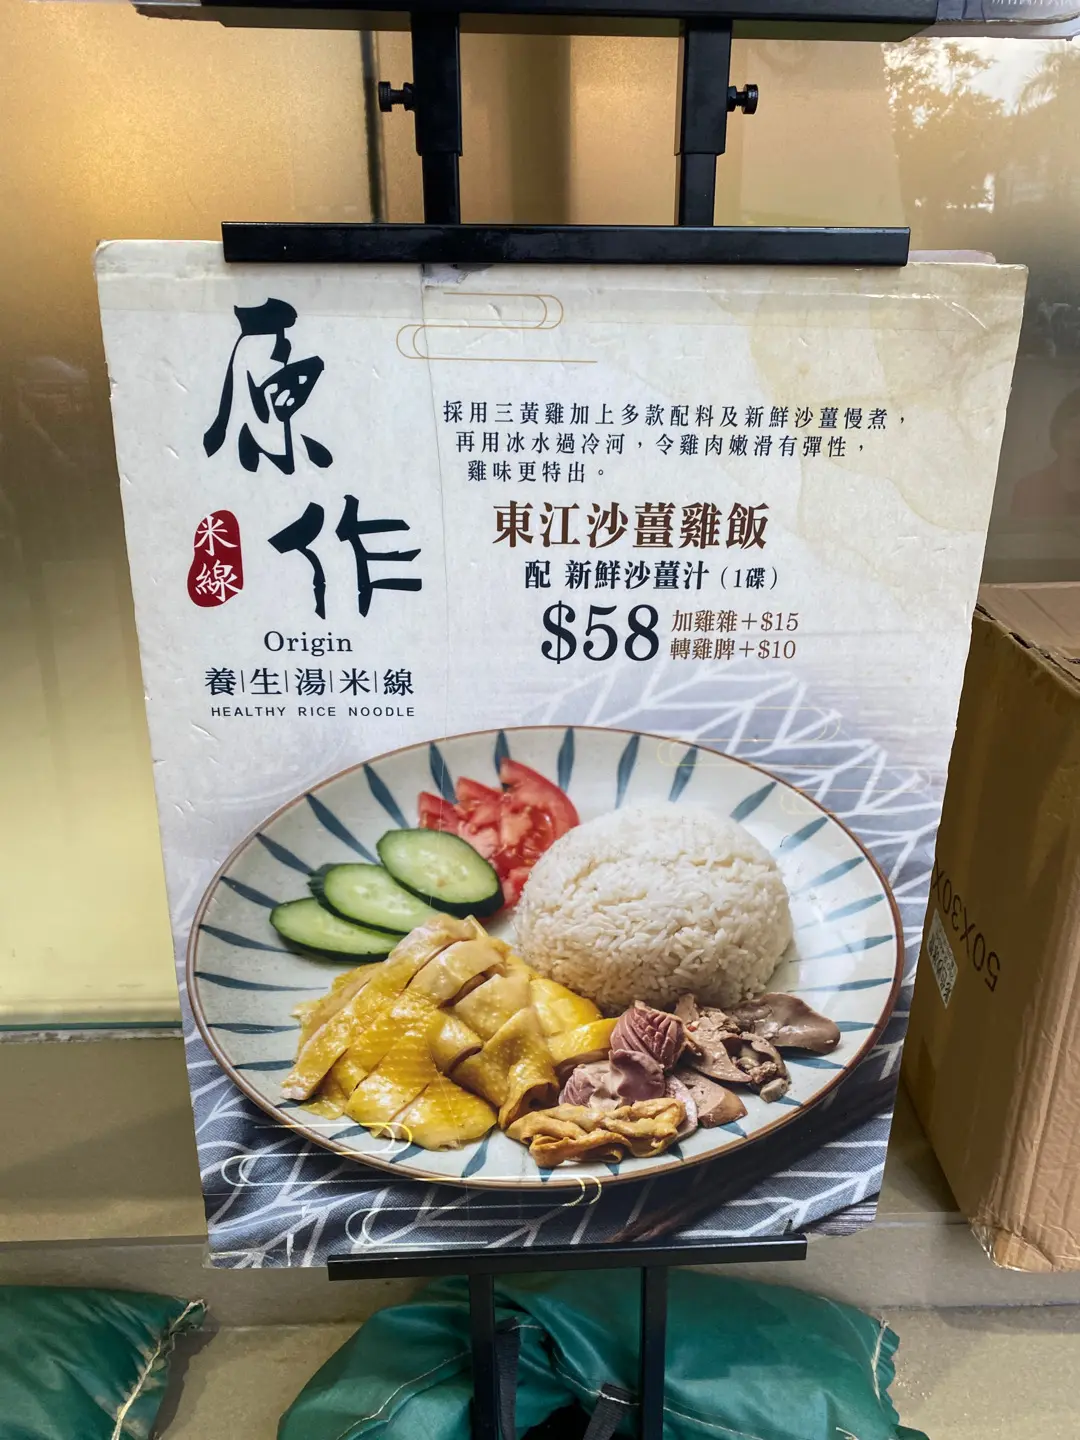 原作
米線
Origin
養|生|湯|米|線
HEALTHY RICE NOODLE
採用三黃雞加上多款配料及新鮮沙薑慢煮，
再用冰水過冷河，令雞肉嫩滑有彈性，
雞味更特出。
東江沙薑雞飯
配 新鮮沙薑汁（1碟）
$58
加雞雜＋$15
轉雞髀＋$10
50X30X